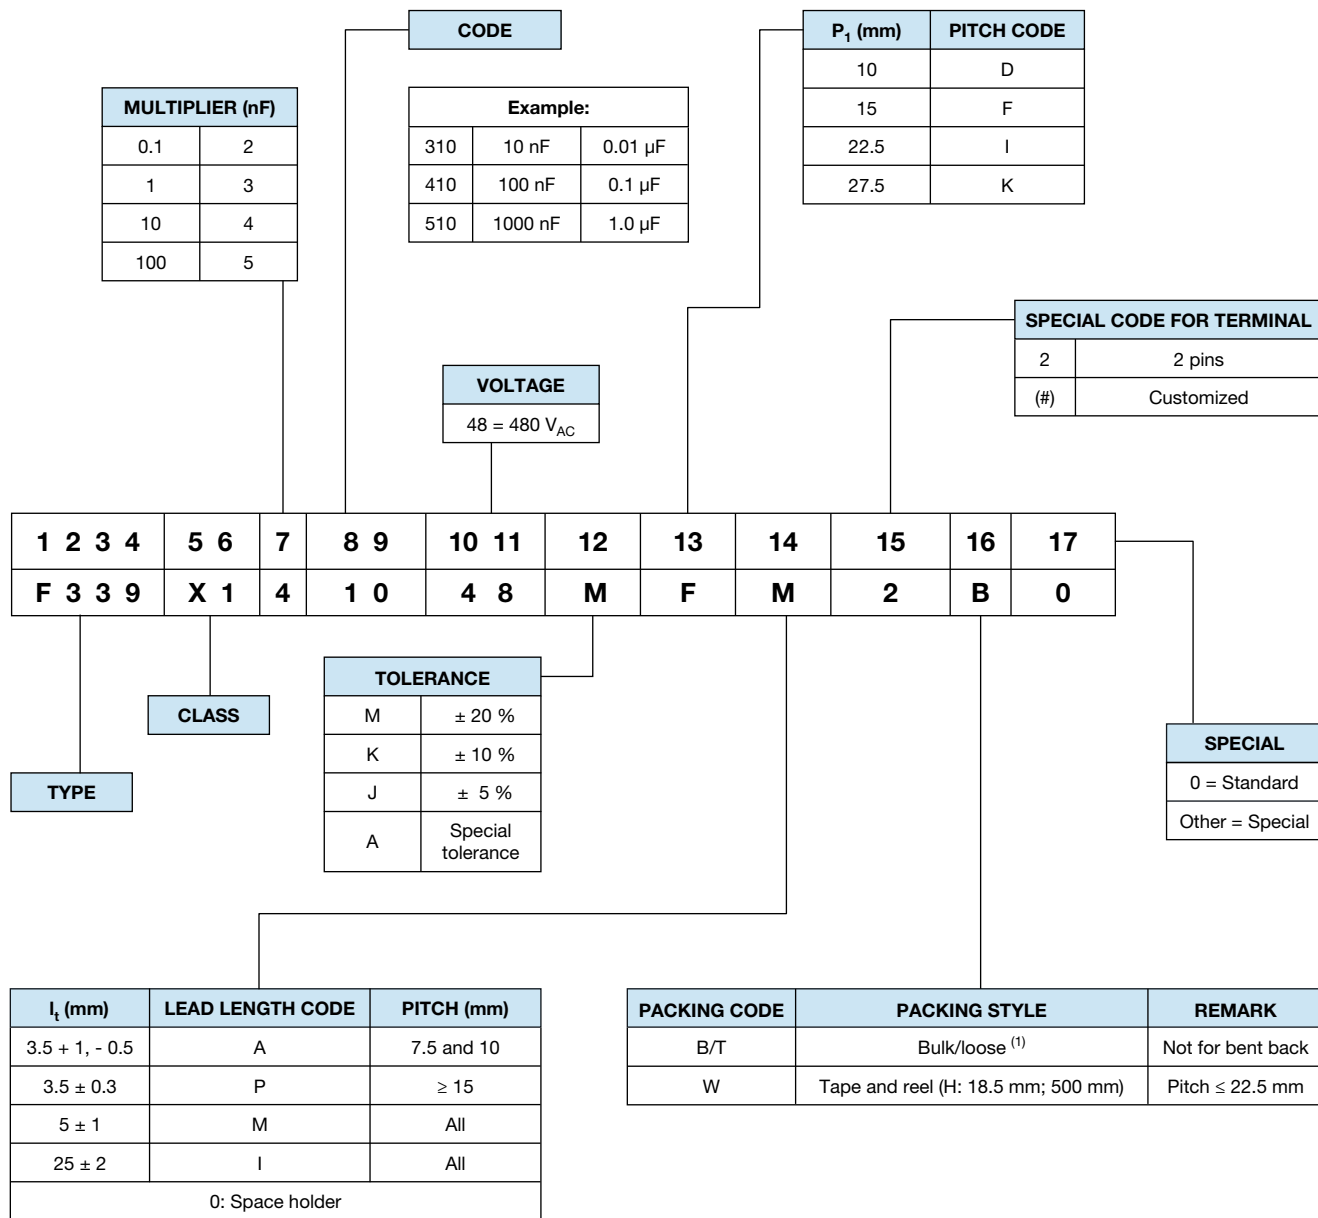 CODE
P1 (mm) PITCH CODE
10 D
15 F
22.5 I
27.5 K
MULTIPLIER (nF)
0.1 2
1 3
10 4
100 5
Example:
310 10 nF 0.01 µF
410 100 nF 0.1 µF
510 1000 nF 1.0 µF
SPECIAL CODE FOR TERMINAL
2 2 pins
(#) Customized
VOLTAGE
48 = 480 VAC
1 2 3 4 5 6 7 8 9 10 11 12 13 14 15 16 17
F 3 3 9 X 1 4 1 0 4 8 M F M 2 B 0
TOLERANCE
M ± 20 %
K ± 10 %
J ± 5 %
A Special
tolerance
CLASS
TYPE
SPECIAL
0 = Standard
Other = Special
lt (mm) LEAD LENGTH CODE PITCH (mm)
3.5 + 1, - 0.5 A 7.5 and 10
3.5 ± 0.3 P ≥ 15
5 ± 1 M All
25 ± 2 I All
0: Space holder
PACKING CODE PACKING STYLE REMARK
B/T Bulk/loose (1) Not for bent back
W Tape and reel (H: 18.5 mm; 500 mm) Pitch ≤ 22.5 mm